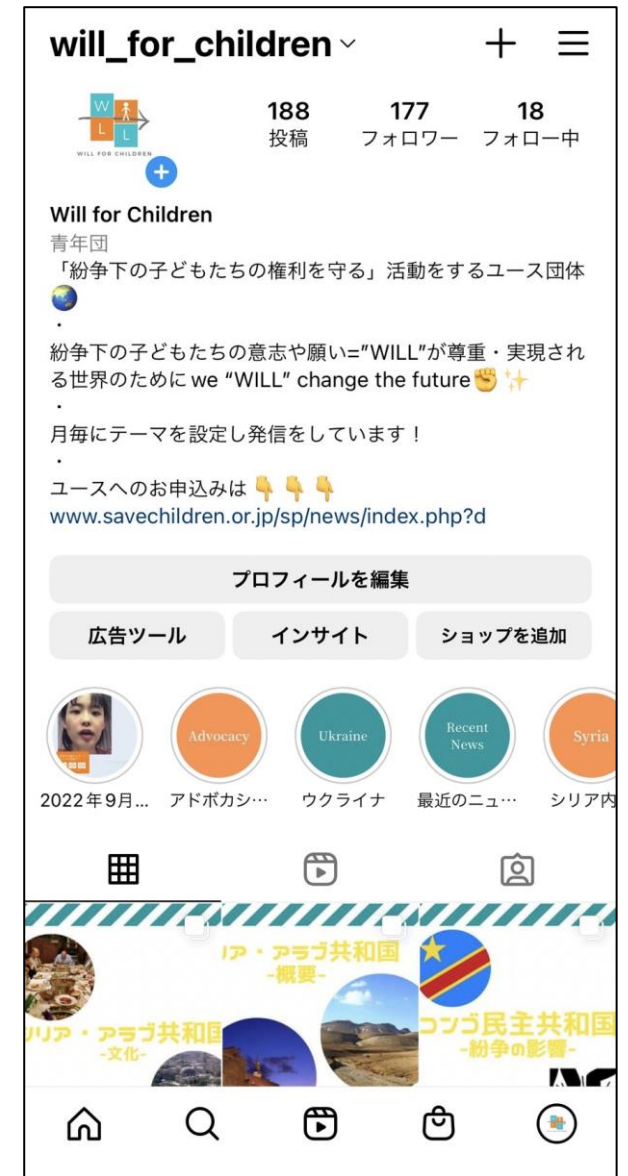 will_for_children
W
L L
WILL FOR CHILDREN
188 177 18
投稿 フォロワー フォロー中
Will for Children
青年団
「紛争下の子どもたちの権利を守る」活動をするユース団体
🌏
・
紛争下の子どもたちの意志や願い="WILL"が尊重・実現され
る世界のために we “WILL” change the future✊✨
・
月毎にテーマを設定し発信をしています！
・
ユースへのお申込みは👇👇👇
www.savechildren.or.jp/sp/news/index.php?d
プロフィールを編集
広告ツール インサイト ショップを追加
Advocacy Ukraine Recent News Syria
2022年9月... アドボカシ… ウクライナ 最近のニュ… シリア内
リア・アラブ共和国
-概要-
シリア・アラブ共和国
-文化-
コンゴ民主共和国
-紛争の影響-